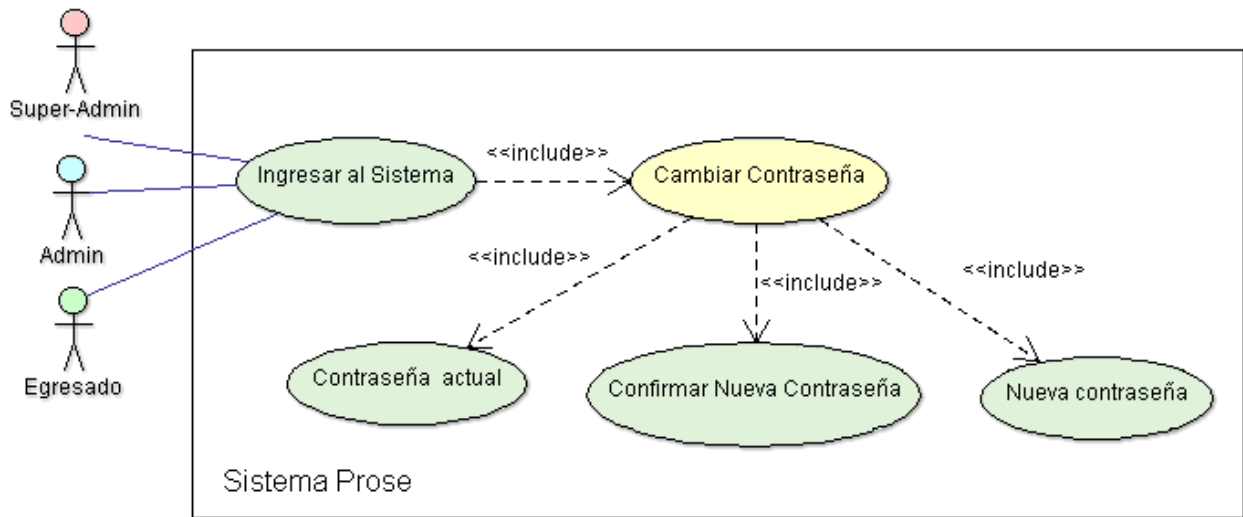 Super-Admin
Admin
Egresado
Ingresar al Sistema
<<include>>
Cambiar Contraseña
<<include>>
<<include>>
<<include>>
Contraseña actual
Confirmar Nueva Contraseña
Nueva contraseña
Sistema Prose